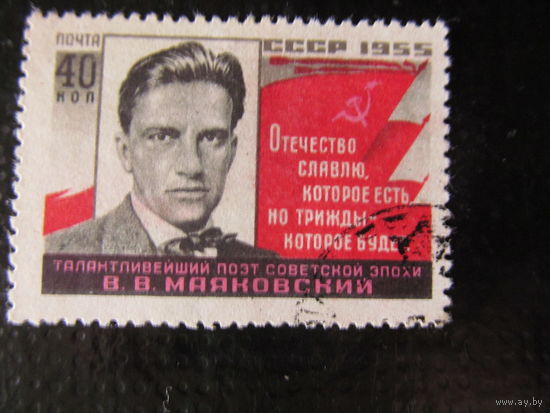 ПОЧТА
СССР 1955
40
КОП
ОТЕЧЕСТВО
СЛАВЛЮ,
КОТОРОЕ ЕСТЬ,
НО ТРИЖДЫ-
КОТОРОЕ БУДЕ
ТАЛАНТЛИВЕЙШИЙ ПОЭТ СОВЕТСКОЙ ЭПОХИ
В. В. МАЯКОВСКИЙ
www.ay.by